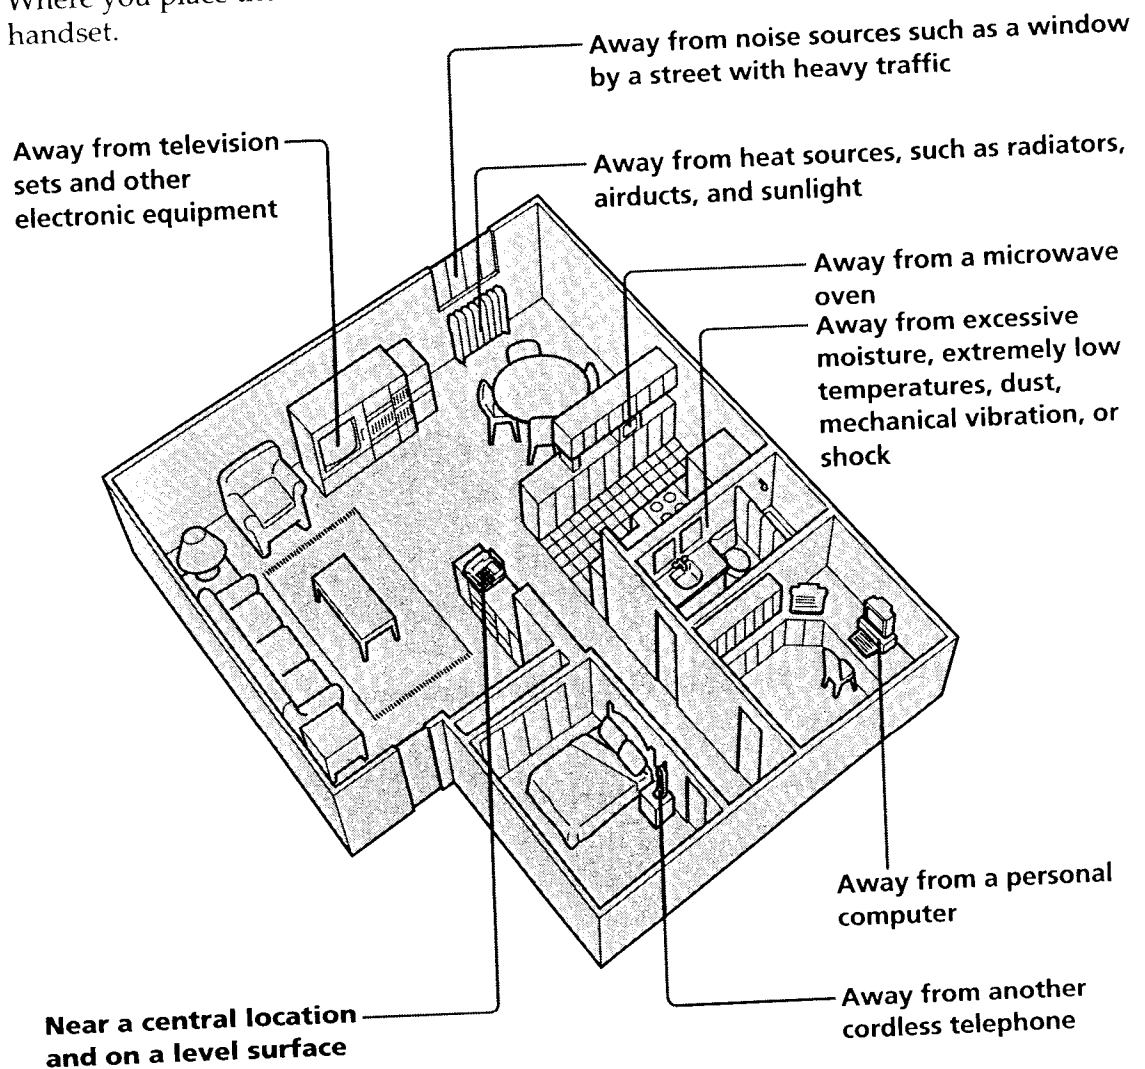 Where you place
handset.
Away from noise sources such as a window
by a street with heavy traffic
Away from television
sets and other
electronic equipment
Away from heat sources, such as radiators,
airducts, and sunlight
Away from a microwave
oven
Away from excessive
moisture, extremely low
temperatures, dust,
mechanical vibration, or
shock
Away from a personal
computer
Away from another
cordless telephone
Near a central location
and on a level surface